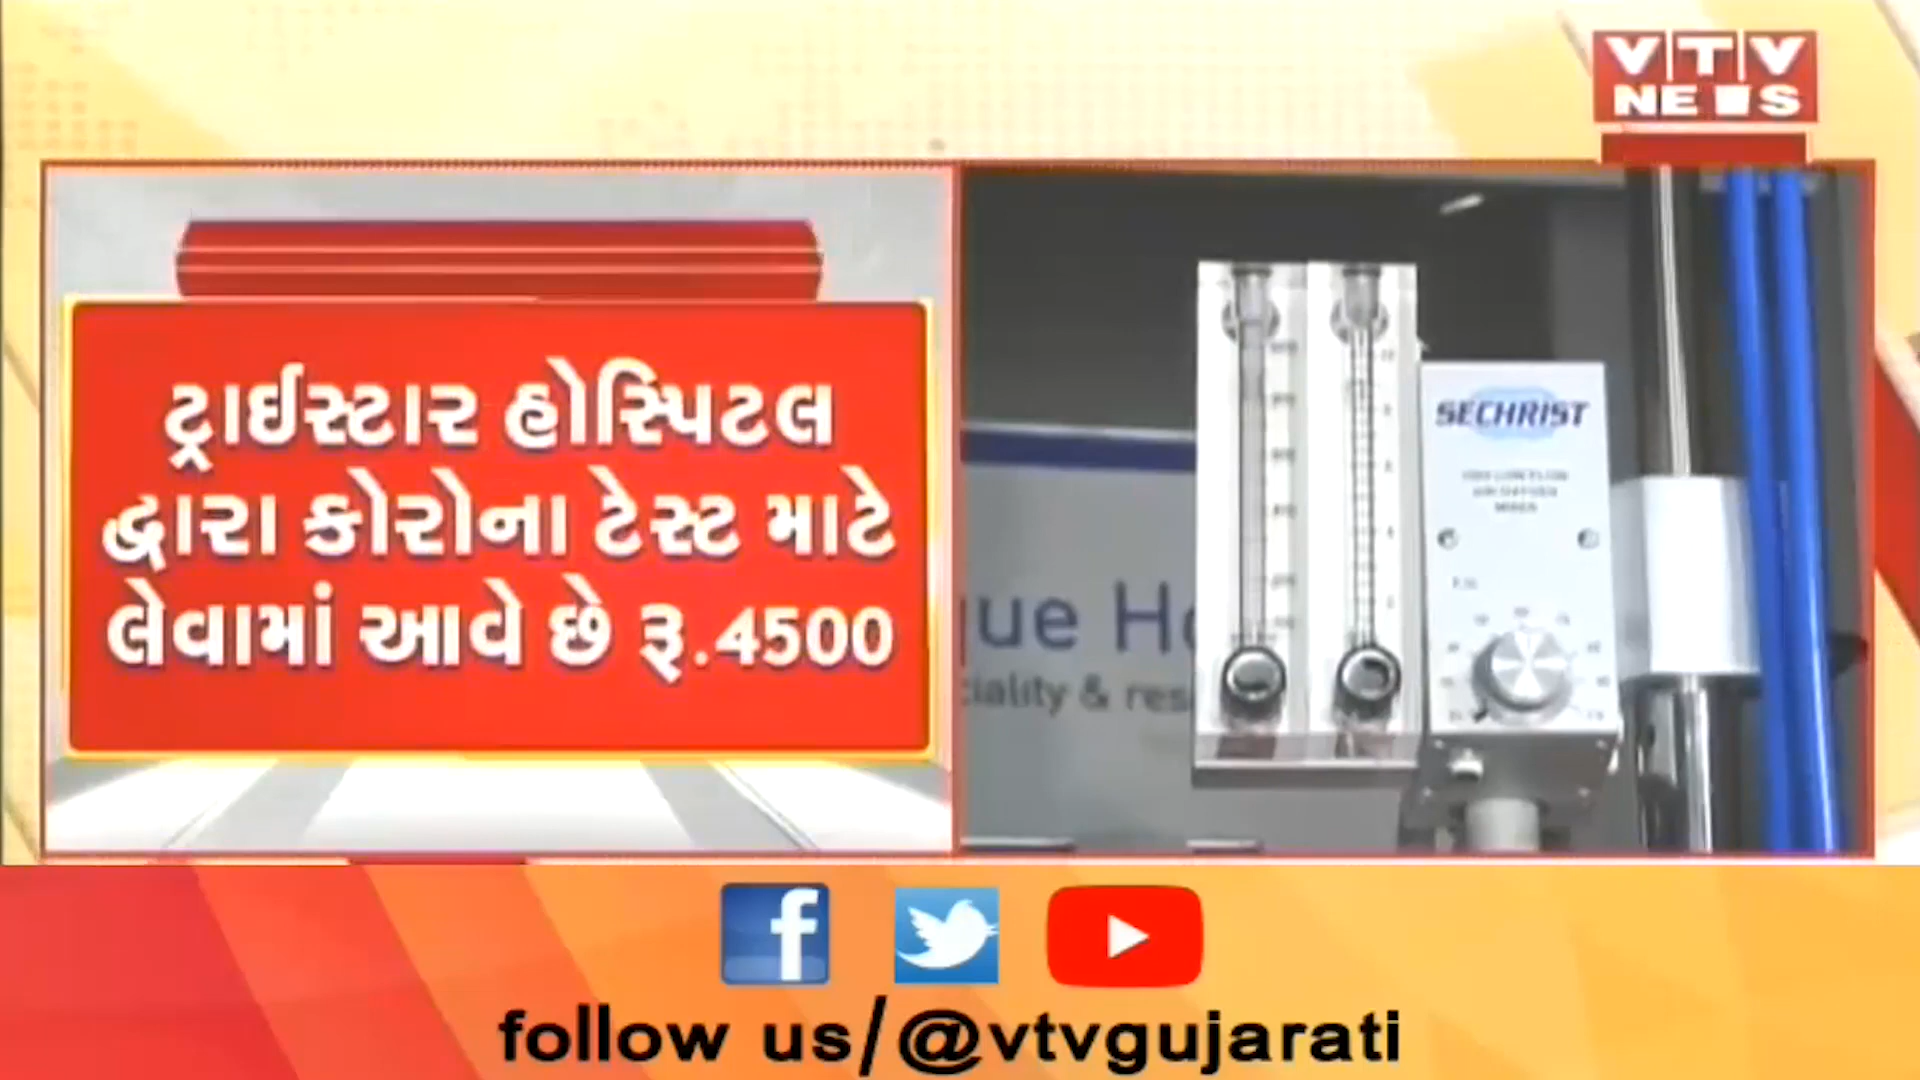 VTV
NEWS
ટ્રાઈસ્ટાર હોસ્પિટલ
દ્વારા કોરોના ટેસ્ટ માટે
લેવામાં આવે છે રૂ.4500
SECHRIST
follow us/@vtvgujarati